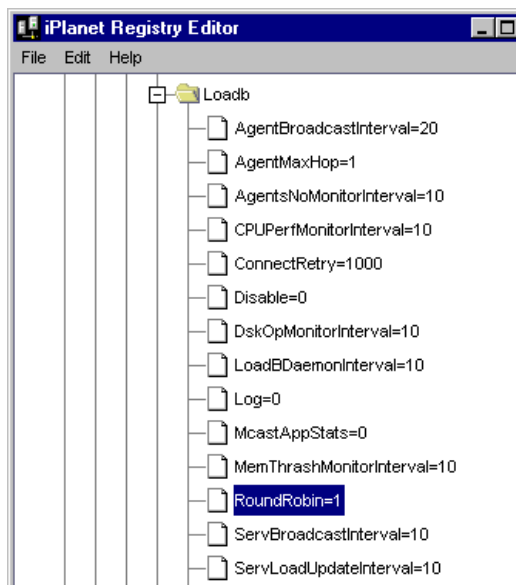 iPlanet Registry Editor
File Edit Help
Loadb
AgentBroadcastInterval=20
AgentMaxHop=1
AgentsNoMonitorInterval=10
CPUPerfMonitorInterval=10
ConnectRetry=1000
Disable=0
DskOpMonitorInterval=10
LoadBDaemonInterval=10
Log=0
McastAppStats=0
MemThrashMonitorInterval=10
RoundRobin=1
ServBroadcastInterval=10
ServLoadUpdateInterval=10